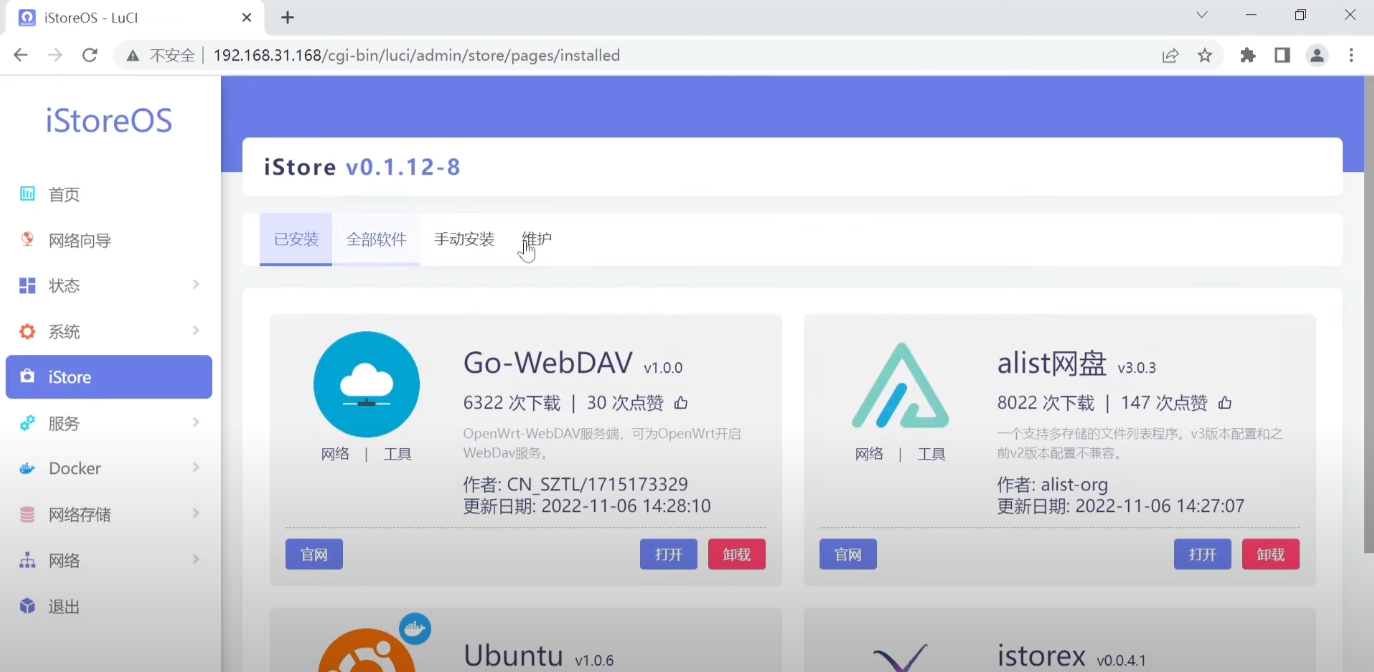 iStoreOS - LuCI
不安全 | 192.168.31.168/cgi-bin/luci/admin/store/pages/installed
iStoreOS
首页
网络向导
状态
系统
iStore
服务
Docker
网络存储
网络
退出
iStore v0.1.12-8
已安装 全部软件 手动安装 维护
Go-WebDAV v1.0.0
6322 次下载 | 30 次点赞
OpenWrt-WebDAV服务端，可为OpenWrt开启
WebDav服务。
网络 | 工具
作者: CN_SZTL/1715173329
更新日期: 2022-11-06 14:28:10
官网 打开 卸载
alist网盘 v3.0.3
8022 次下载 | 147 次点赞
一个支持多存储的文件列表程序。v3版本配置和之
前v2版本配置不兼容。
网络 | 工具
作者: alist-org
更新日期: 2022-11-06 14:27:07
官网 打开 卸载
Ubuntu v1.0.6
istorex v0.0.4.1